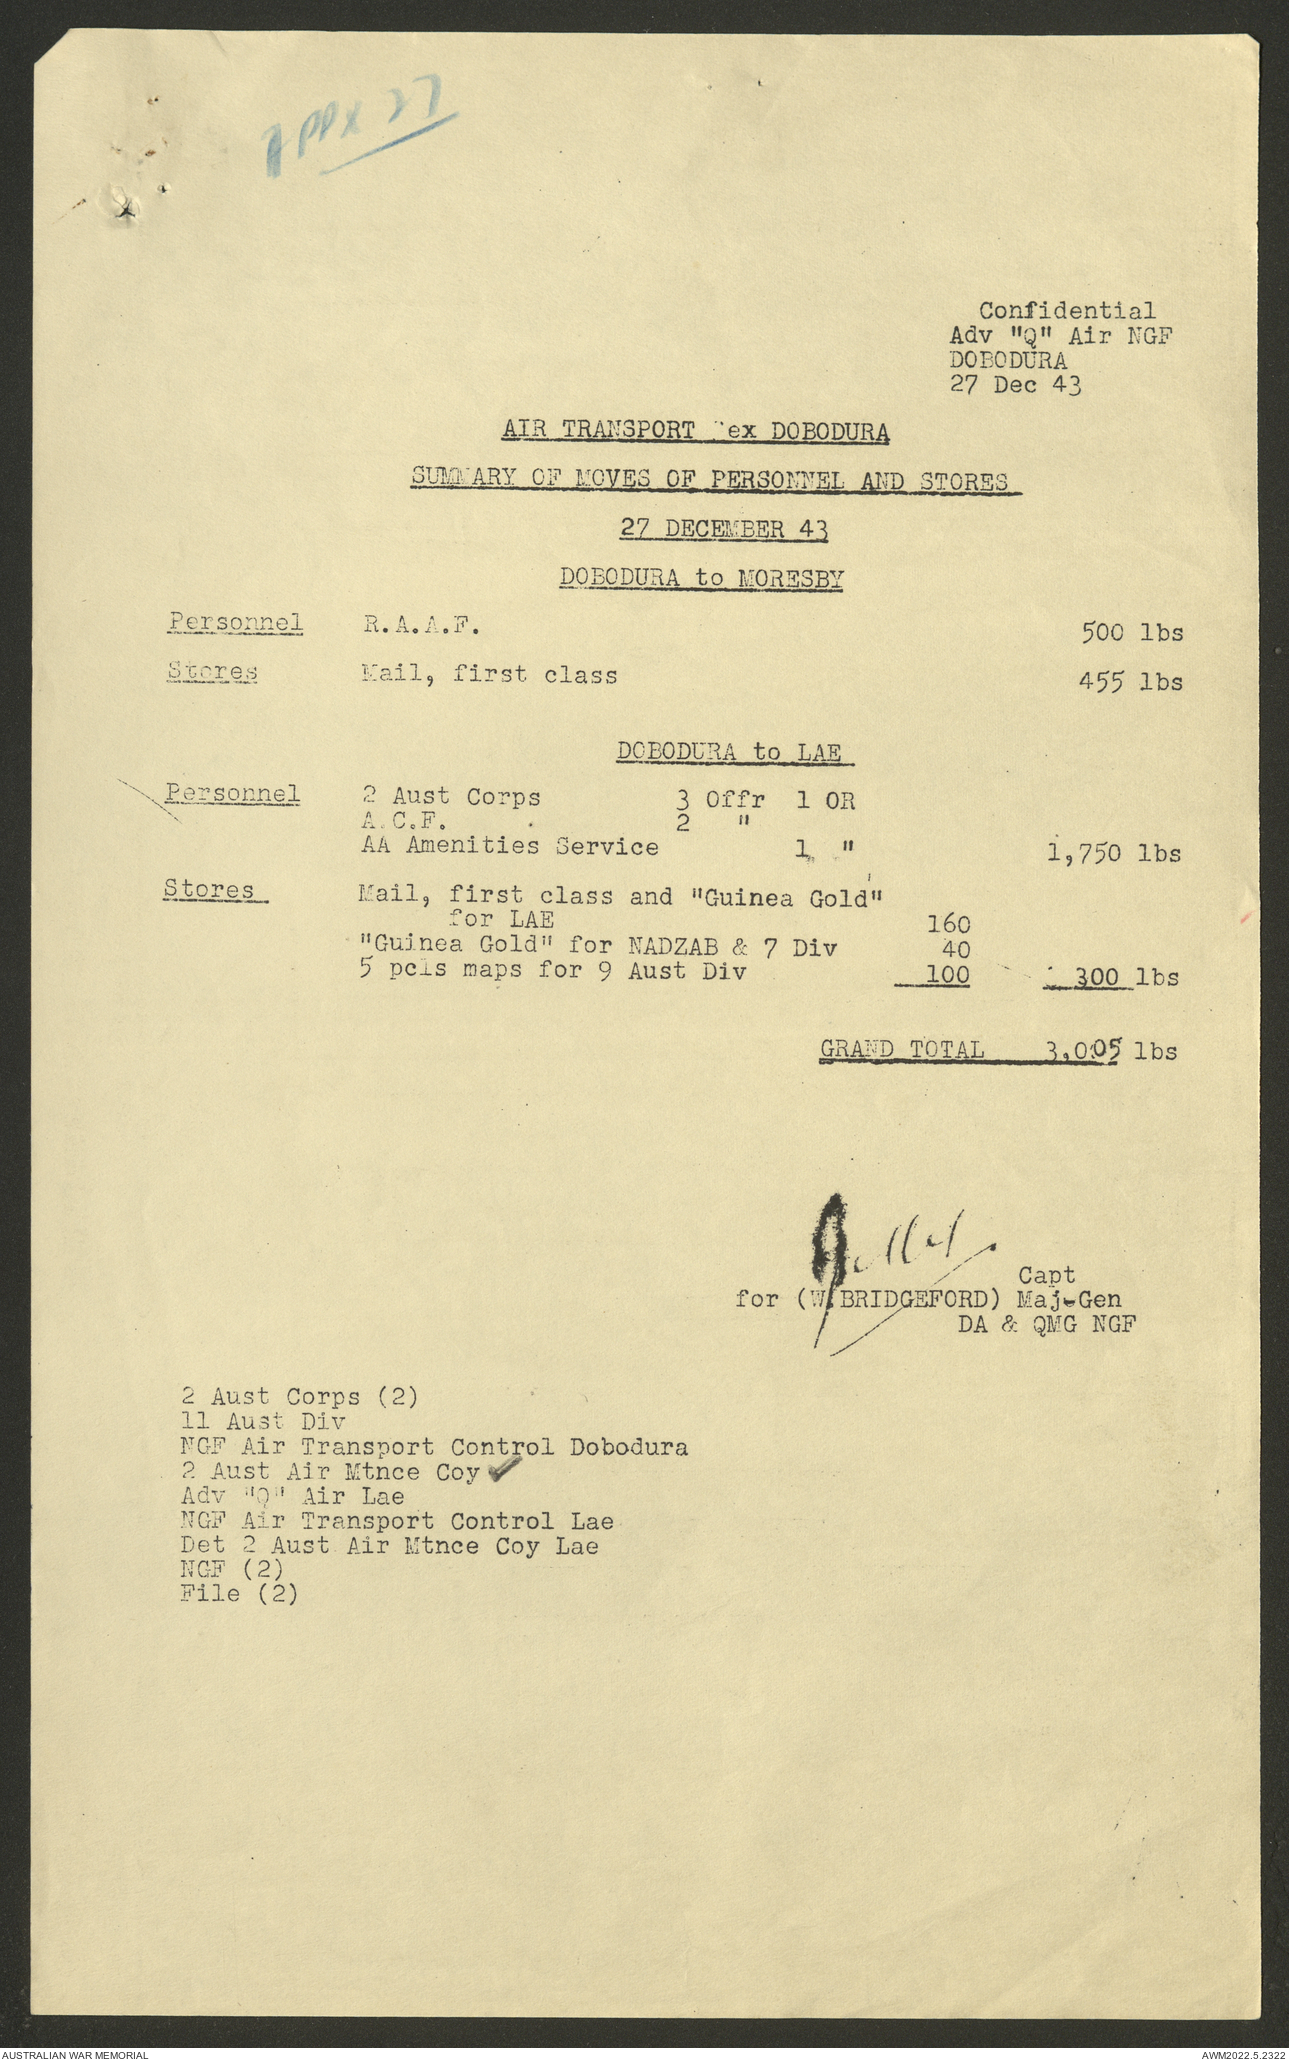 APPX 27
Confidential
Adv "Q" Air NGF
DOBODURA
27 Dec 43
AIR TRANSPORT ex DOBODURA
SUMMARY OF MOVES OF PERSONNEL AND STORES
27 DECEMBER 43
DOBODURA to MORESBY
Personnel R.A.A.F. 500 lbs
Stores Mail, first class 455 lbs
DOBODURA to LAE
Personnel 2 Aust Corps 3 Offr 1 OR
A.C.F. 2 "
AA Amenities Service 1 " 1,750 lbs
Stores Mail, first class and "Guinea Gold"
for LAE 160
"Guinea Gold" for NADZAB & 7 Div 40
5 pcls maps for 9 Aust Div 100 300 lbs
GRAND TOTAL 3,005 lbs
Capt
for (W.BRIDGEFORD) Maj-Gen
DA & QMG NGF
2 Aust Corps (2)
11 Aust Div
NGF Air Transport Control Dobodura
2 Aust Air Mtnce Coy ✓
Adv "Q" Air Lae
NGF Air Transport Control Lae
Det 2 Aust Air Mtnce Coy Lae
NGF (2)
File (2)
AUSTRALIAN WAR MEMORIAL AWM2022.5.2322